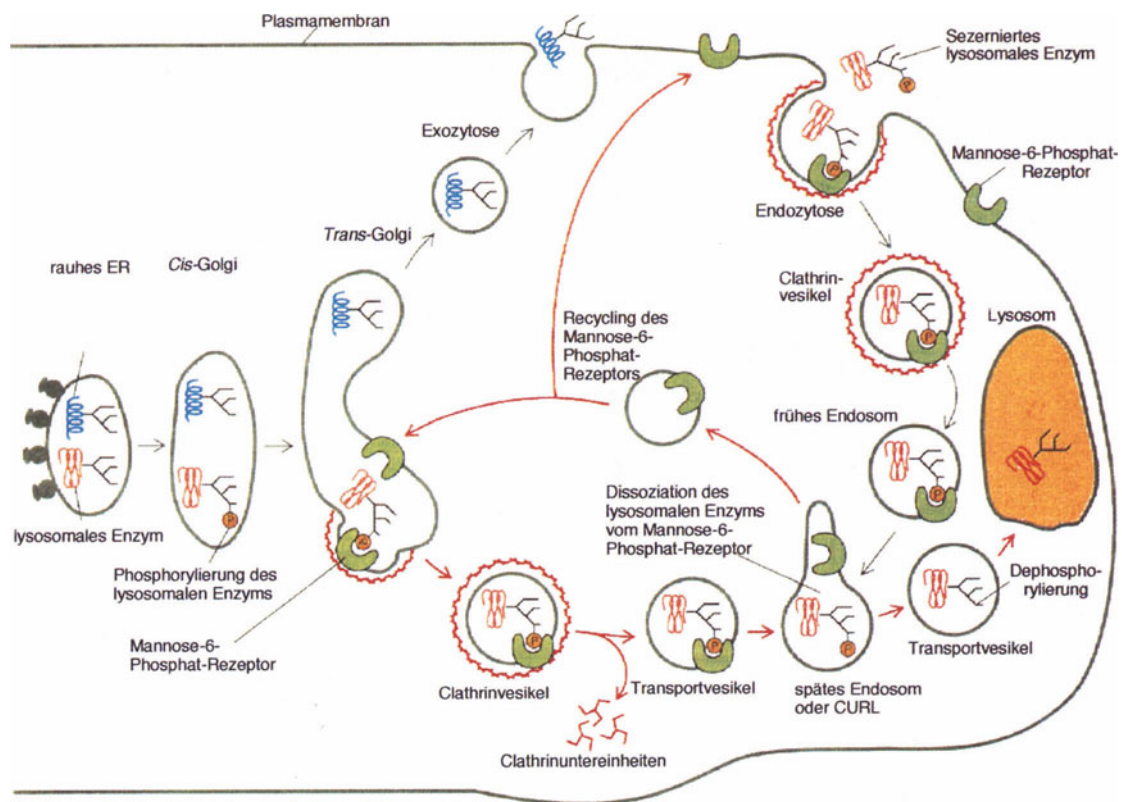 Plasmamembran
Sezerniertes
lysosomales Enzym
P
Exozytose
P
Mannose-6-Phosphat-
Rezeptor
Endozytose
Trans-Golgi
rauhes ER
Cis-Golgi
Clathrin-
vesikel
Lysosom
Recycling des
Mannose-6-
Phosphat-
Rezeptors
P
frühes Endosom
Dissoziation des
lysosomalen Enzyms
vom Mannose-6-
Phosphat-Rezeptor
P
lysosomales Enzym
P
P
Phosphorylierung des
lysosomalen Enzyms
Dephospho-
rylierung
Mannose-6-
Phosphat-Rezeptor
P
P
P
Transportvesikel
Clathrinvesikel
Transportvesikel
spätes Endosom
oder CURL
Clathrinuntereinheiten